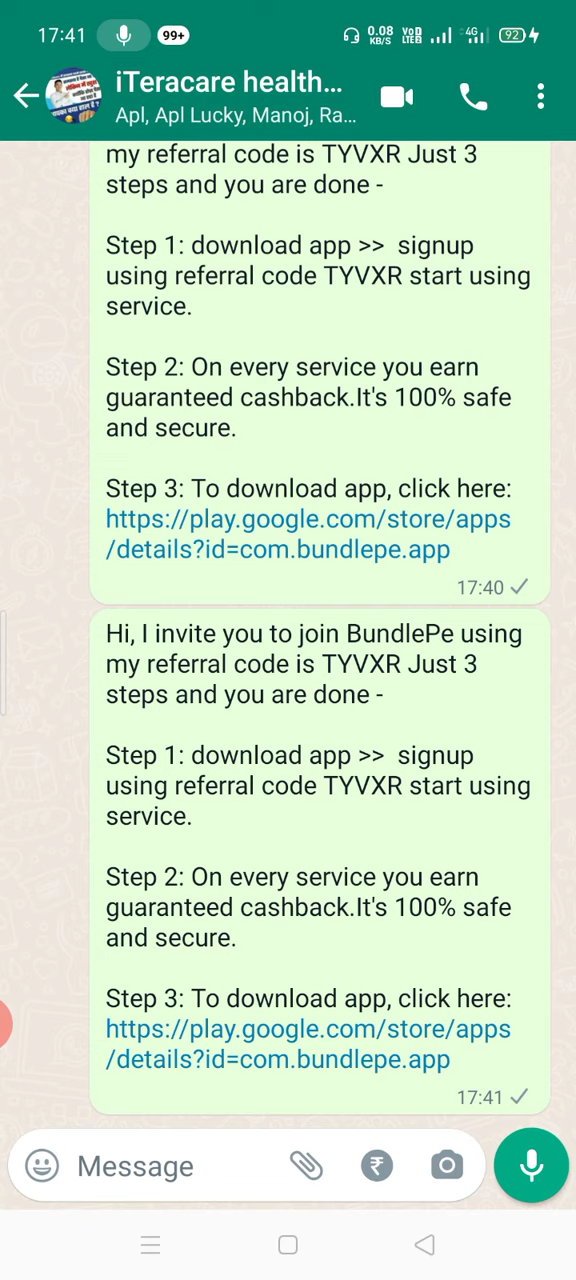 17:41
99+
0.08
KB/S
4G
92
iTeracare health...
Apl, Apl Lucky, Manoj, Ra...
my referral code is TYVXR Just 3
steps and you are done -
Step 1: download app >>  signup
using referral code TYVXR start using
service.
Step 2: On every service you earn
guaranteed cashback.It's 100% safe
and secure.
Step 3: To download app, click here:
https://play.google.com/store/apps
/details?id=com.bundlepe.app
17:40
Hi, I invite you to join BundlePe using
my referral code is TYVXR Just 3
steps and you are done -
Step 1: download app >>  signup
using referral code TYVXR start using
service.
Step 2: On every service you earn
guaranteed cashback.It's 100% safe
and secure.
Step 3: To download app, click here:
https://play.google.com/store/apps
/details?id=com.bundlepe.app
17:41
Message